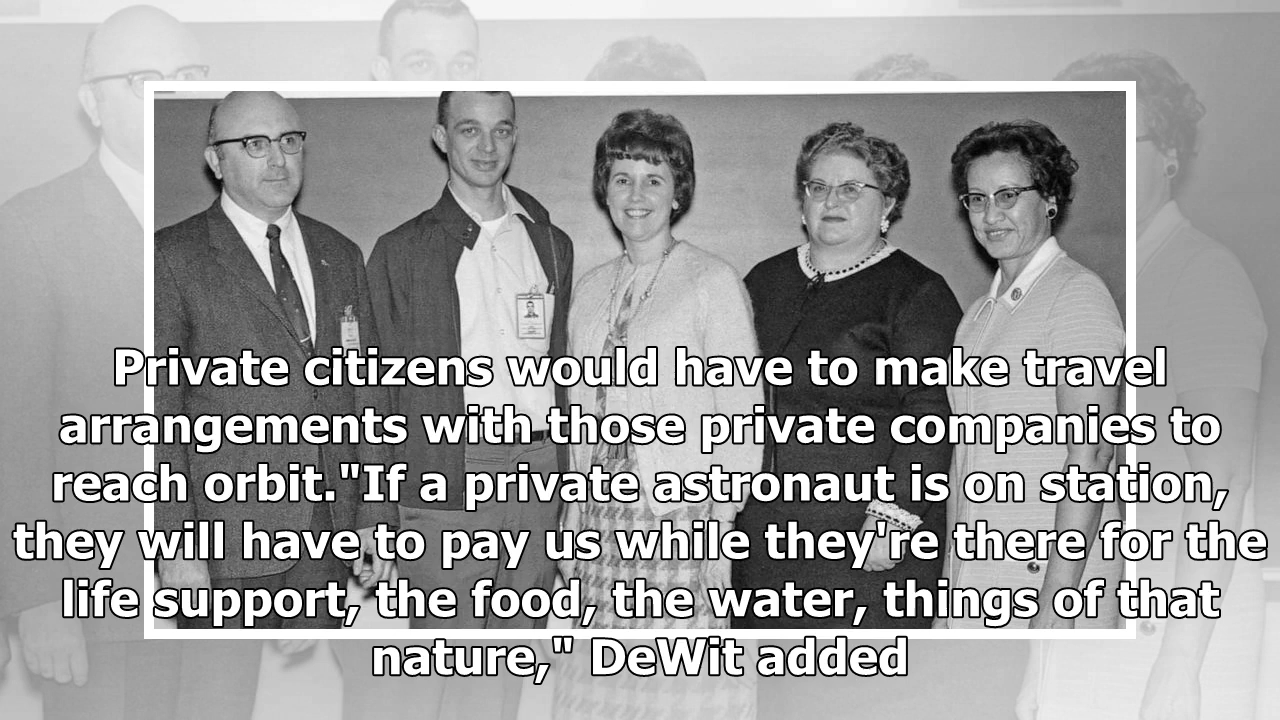 Private citizens would have to make travel
arrangements with those private companies to
reach orbit."If a private astronaut is on station,
they will have to pay us while they're there for the
life support, the food, the water, things of that
nature," DeWit added